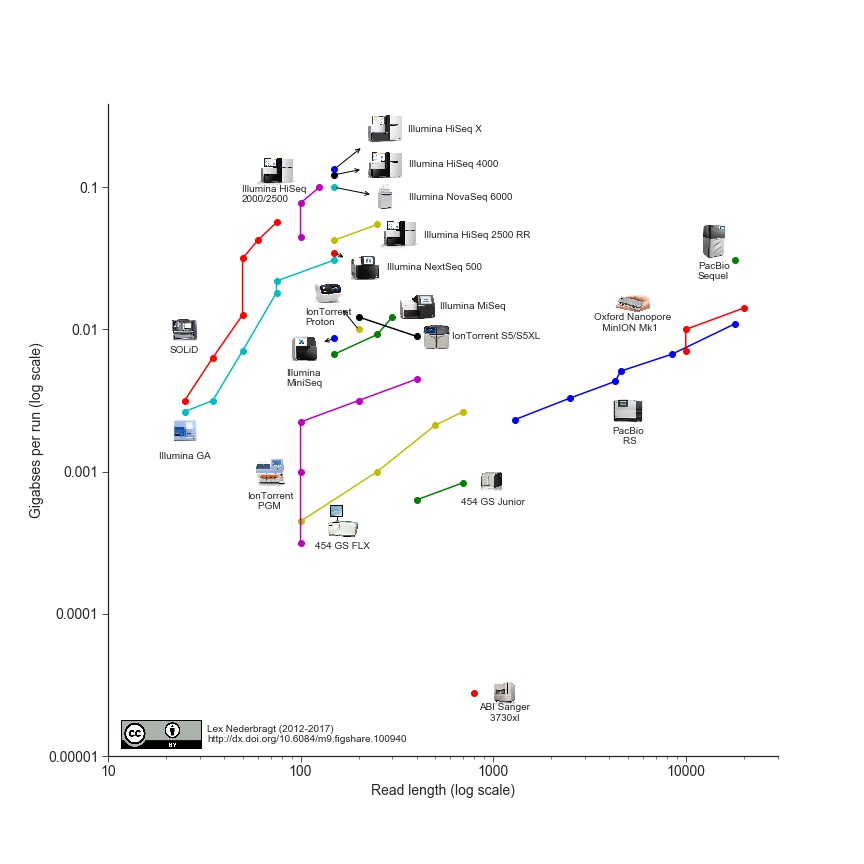 Illumina HiSeq X
Illumina HiSeq 4000
Illumina HiSeq
2000/2500
0.1
Illumina NovaSeq 6000
Illumina HiSeq 2500 RR
Illumina NextSeq 500
PacBio
Sequel
IonTorrent
Proton
Illumina MiSeq
Oxford Nanopore
MinION Mk1
0.01
IonTorrent S5/S5XL
SOLiD
Illumina
MiniSeq
PacBio
RS
Illumina GA
Gigabses per run (log scale)
0.001
IonTorrent
PGM
454 GS Junior
454 GS FLX
0.0001
ABI Sanger
3730xl
cc
BY
Lex Nederbragt (2012-2017)
http://dx.doi.org/10.6084/m9.figshare.100940
0.00001
10
100
1000
10000
Read length (log scale)